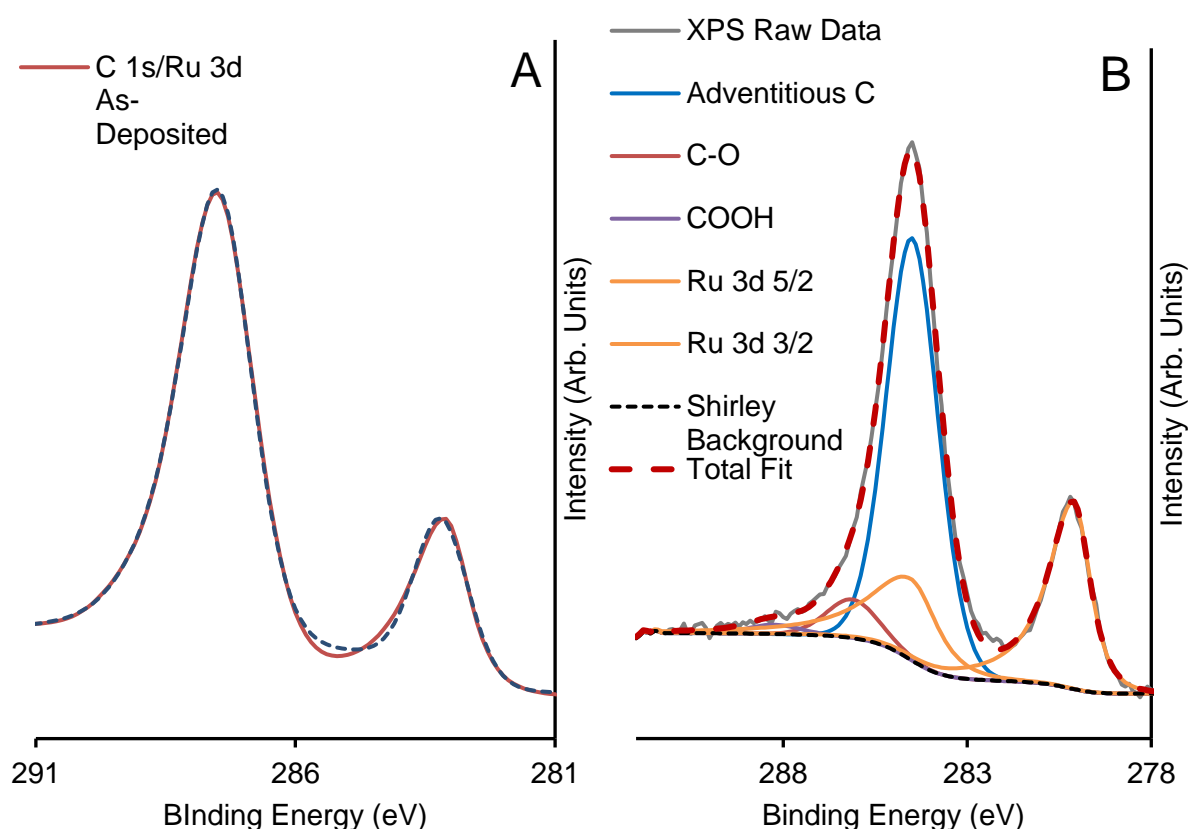 C 1s/Ru 3d
As-
Deposited
A
Intensity (Arb. Units)
291
286
281
BInding Energy (eV)
XPS Raw Data
Adventitious C
C-O
COOH
Ru 3d 5/2
Ru 3d 3/2
Shirley
Background
Total Fit
B
Intensity (Arb. Units)
288
283
278
Binding Energy (eV)